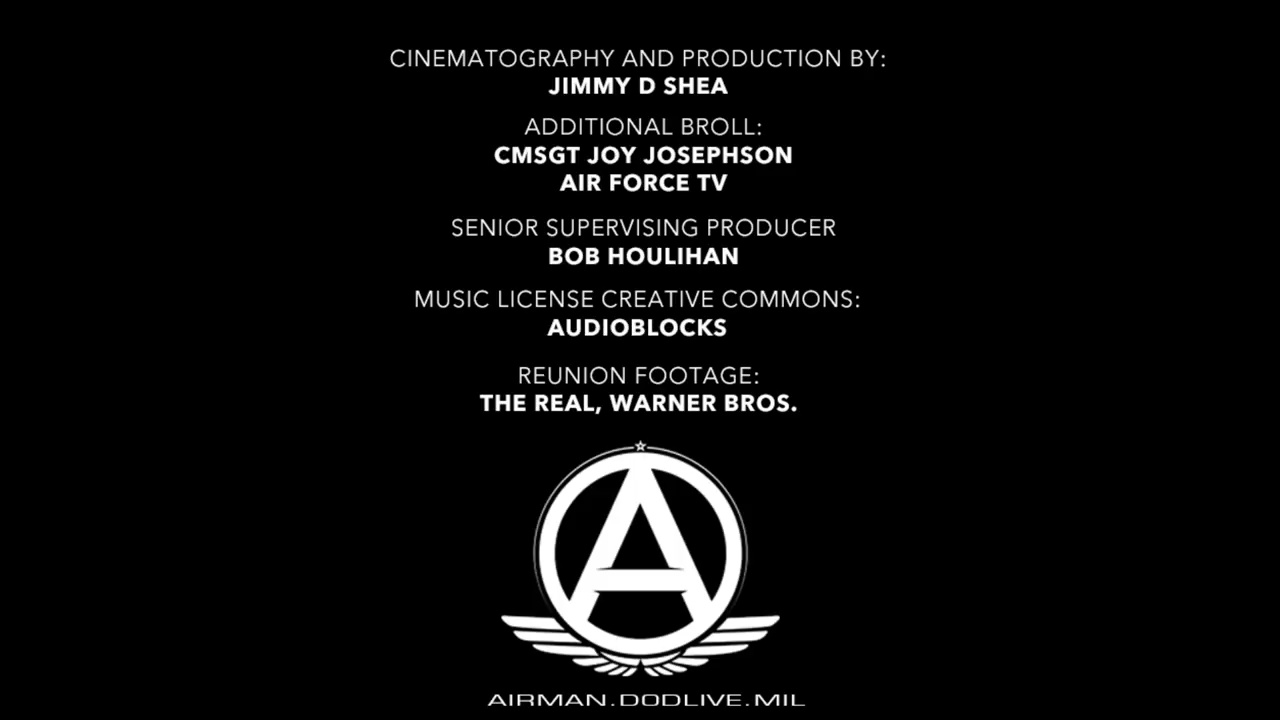 CINEMATOGRAPHY AND PRODUCTION BY:
JIMMY D SHEA
ADDITIONAL BROLL:
CMSGT JOY JOSEPHSON
AIR FORCE TV
SENIOR SUPERVISING PRODUCER
BOB HOULIHAN
MUSIC LICENSE CREATIVE COMMONS:
AUDIOBLOCKS
REUNION FOOTAGE:
THE REAL, WARNER BROS.
A
AIRMAN.DODLIVE.MIL